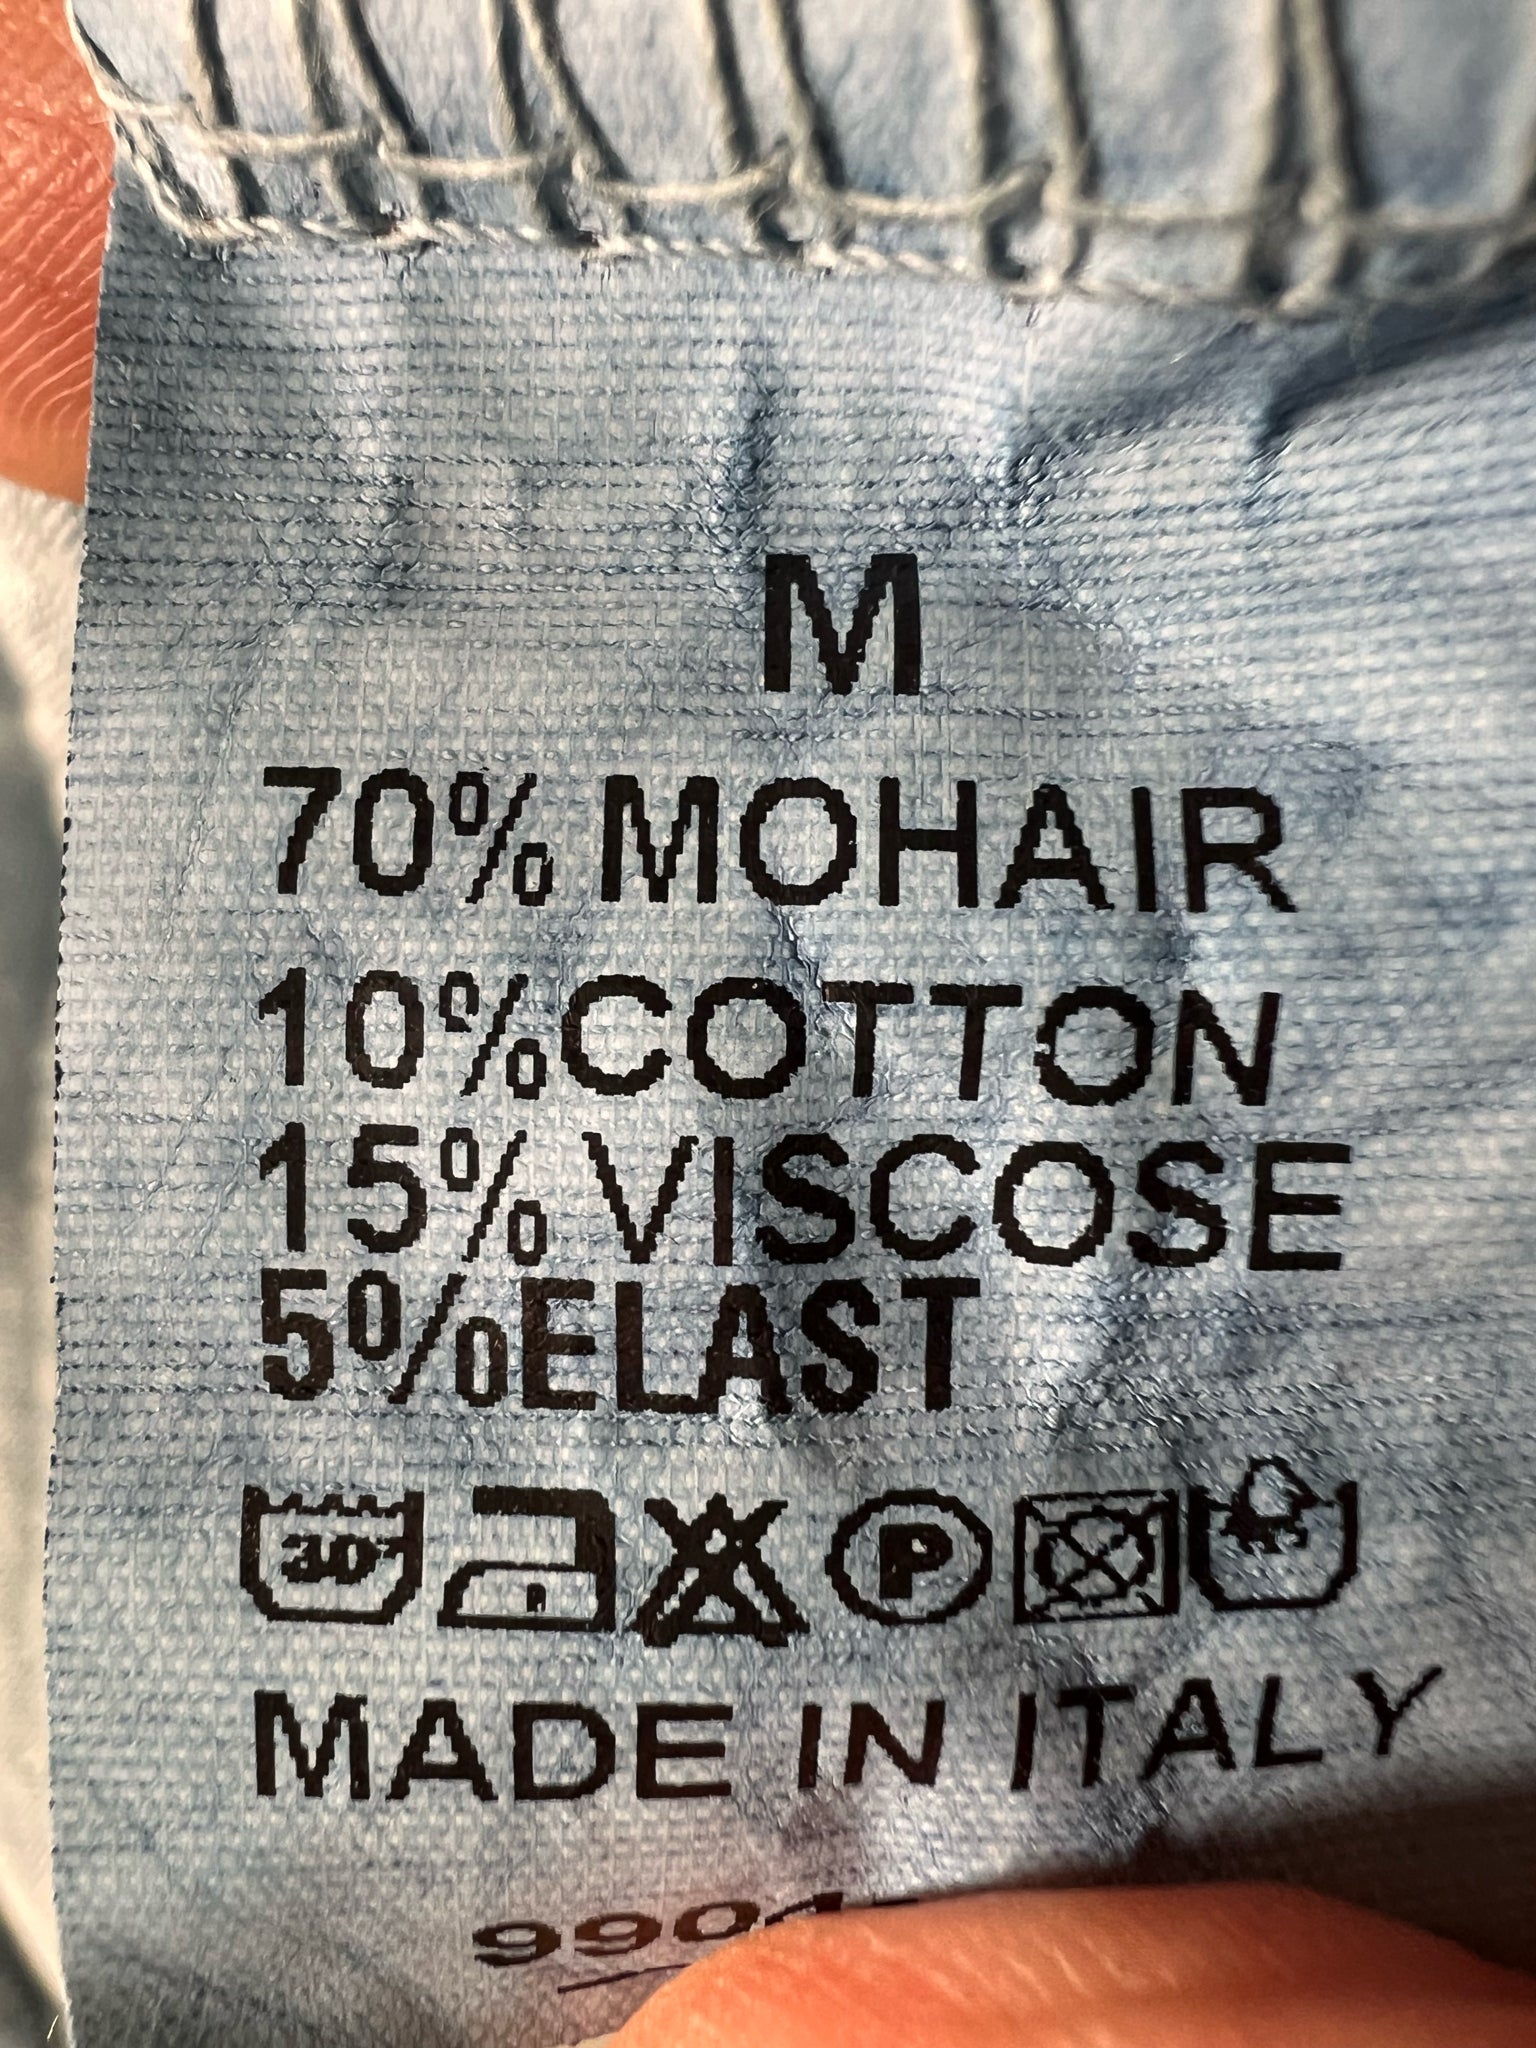 M
70% MOHAIR
10%COTTON
15%VISCOSE
5%ELAST
30°
P
MADE IN ITALY